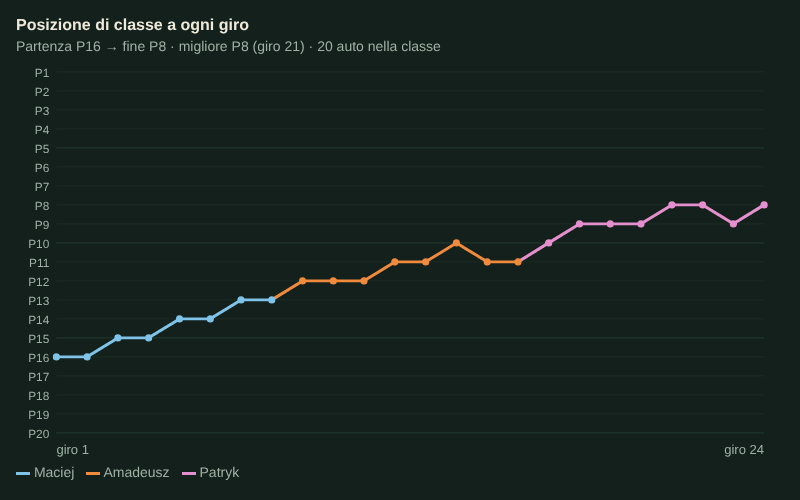 Posizione di classe a ogni giro
Partenza P16 → fine P8 · migliore P8 (giro 21) · 20 auto nella classe
P1
P2
P3
P4
P5
P6
P7
P8
P9
P10
P11
P12
P13
P14
P15
P16
P17
P18
P19
P20
giro 1 giro 24
Maciej Amadeusz Patryk